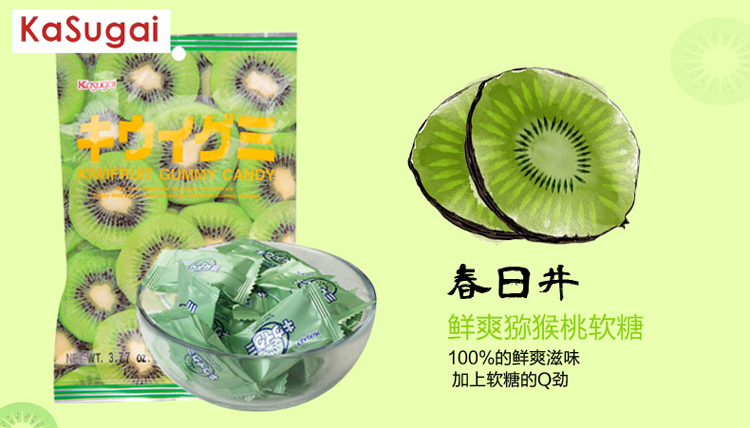 KaSugai
Kasugai
キウイグミ
KIWIFRUIT GUMMY CANDY
NET WT. 3.77 oz.
春日井
鲜爽猕猴桃软糖
100%的鲜爽滋味
加上软糖的Q劲